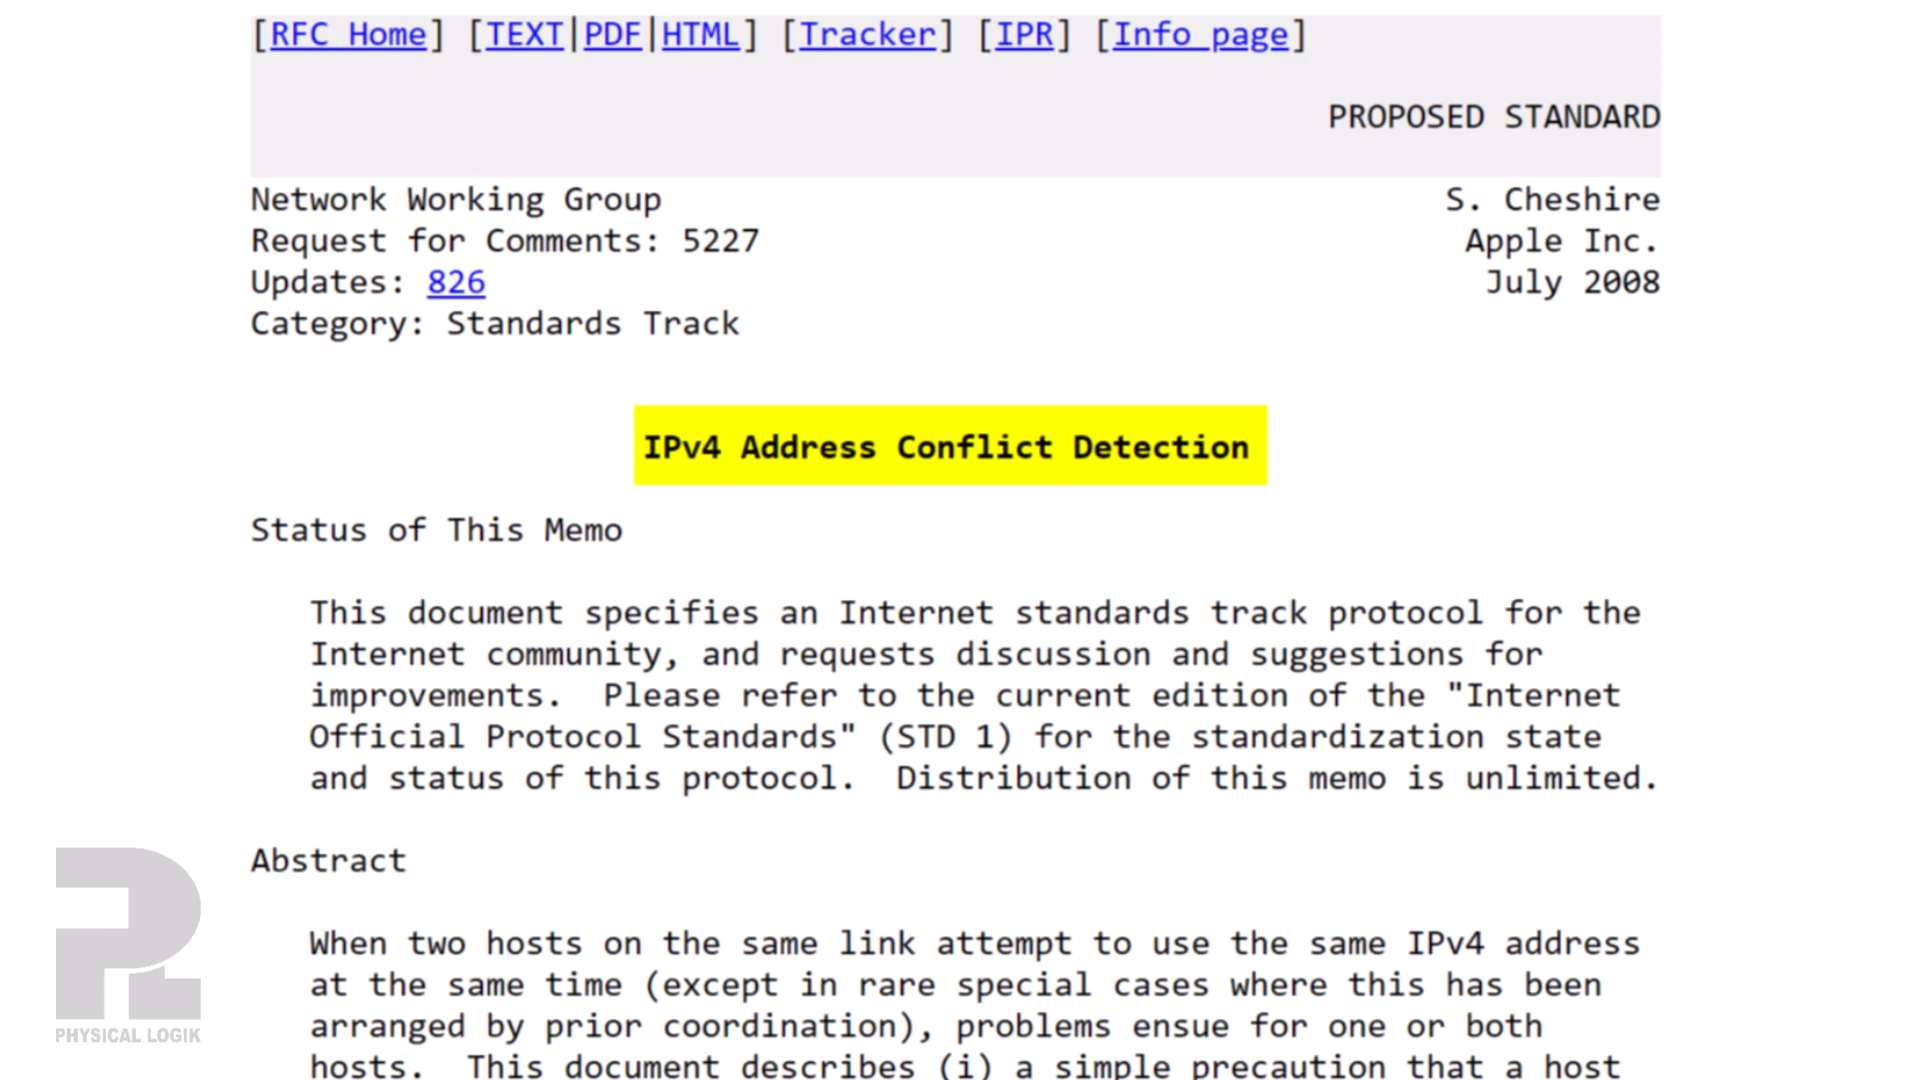 [RFC Home] [TEXT|PDF|HTML] [Tracker] [IPR] [Info page]
PROPOSED STANDARD
Network Working Group S. Cheshire
Request for Comments: 5227 Apple Inc.
Updates: 826 July 2008
Category: Standards Track
IPv4 Address Conflict Detection
Status of This Memo
This document specifies an Internet standards track protocol for the
Internet community, and requests discussion and suggestions for
improvements.  Please refer to the current edition of the "Internet
Official Protocol Standards" (STD 1) for the standardization state
and status of this protocol.  Distribution of this memo is unlimited.
Abstract
When two hosts on the same link attempt to use the same IPv4 address
at the same time (except in rare special cases where this has been
arranged by prior coordination), problems ensue for one or both
hosts.  This document describes (i) a simple precaution that a host
PL
PHYSICAL LOGIK